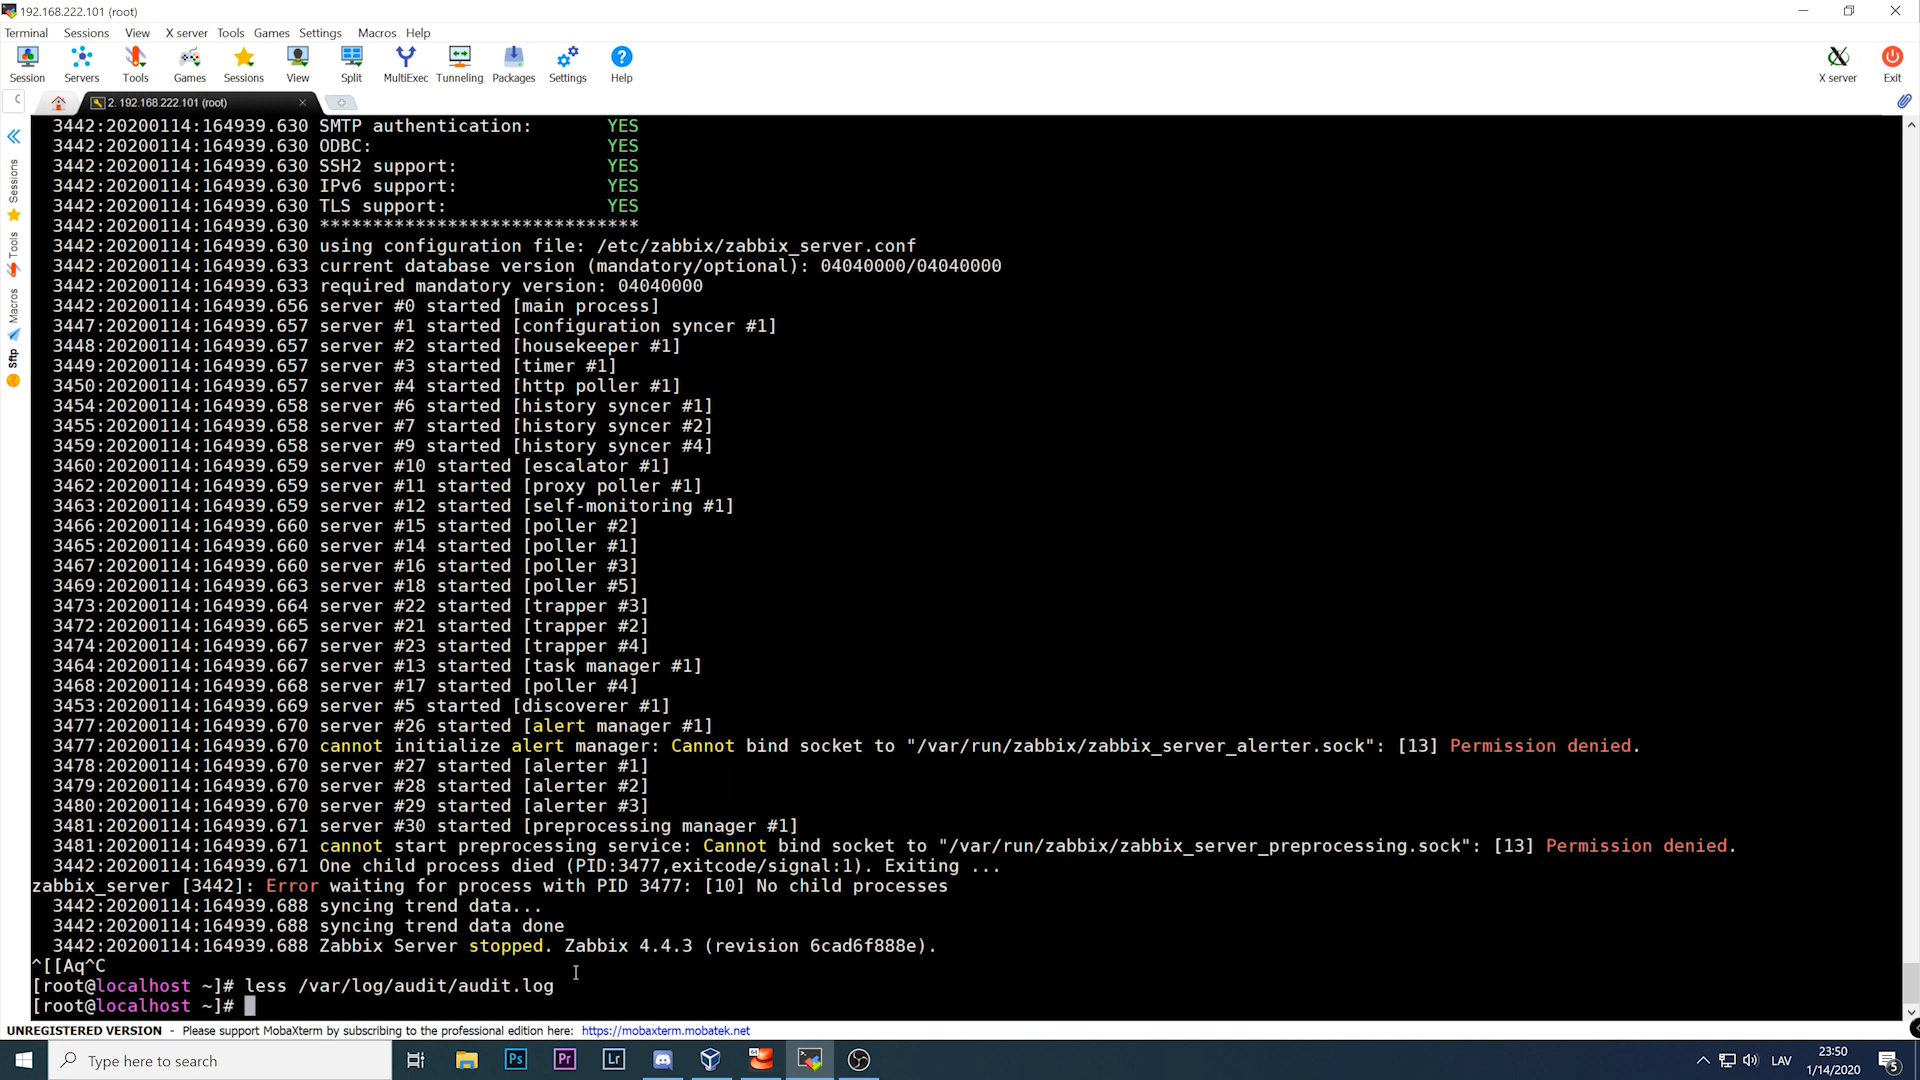 192.168.222.101 (root)
Terminal Sessions View X server Tools Games Settings Macros Help
Session Servers Tools Games Sessions View Split MultiExec Tunneling Packages Settings Help X server Exit
2. 192.168.222.101 (root)
Sessions
Tools
Macros
Sftp
3442:20200114:164939.630 SMTP authentication: YES
3442:20200114:164939.630 ODBC: YES
3442:20200114:164939.630 SSH2 support: YES
3442:20200114:164939.630 IPv6 support: YES
3442:20200114:164939.630 TLS support: YES
3442:20200114:164939.630 ******************************
3442:20200114:164939.630 using configuration file: /etc/zabbix/zabbix_server.conf
3442:20200114:164939.633 current database version (mandatory/optional): 04040000/04040000
3442:20200114:164939.633 required mandatory version: 04040000
3442:20200114:164939.656 server #0 started [main process]
3447:20200114:164939.657 server #1 started [configuration syncer #1]
3448:20200114:164939.657 server #2 started [housekeeper #1]
3449:20200114:164939.657 server #3 started [timer #1]
3450:20200114:164939.657 server #4 started [http poller #1]
3454:20200114:164939.658 server #6 started [history syncer #1]
3455:20200114:164939.658 server #7 started [history syncer #2]
3459:20200114:164939.658 server #9 started [history syncer #4]
3460:20200114:164939.659 server #10 started [escalator #1]
3462:20200114:164939.659 server #11 started [proxy poller #1]
3463:20200114:164939.659 server #12 started [self-monitoring #1]
3466:20200114:164939.660 server #15 started [poller #2]
3465:20200114:164939.660 server #14 started [poller #1]
3467:20200114:164939.660 server #16 started [poller #3]
3469:20200114:164939.663 server #18 started [poller #5]
3473:20200114:164939.664 server #22 started [trapper #3]
3472:20200114:164939.665 server #21 started [trapper #2]
3474:20200114:164939.667 server #23 started [trapper #4]
3464:20200114:164939.667 server #13 started [task manager #1]
3468:20200114:164939.668 server #17 started [poller #4]
3453:20200114:164939.669 server #5 started [discoverer #1]
3477:20200114:164939.670 server #26 started [alert manager #1]
3477:20200114:164939.670 cannot initialize alert manager: Cannot bind socket to "/var/run/zabbix/zabbix_server_alerter.sock": [13] Permission denied.
3478:20200114:164939.670 server #27 started [alerter #1]
3479:20200114:164939.670 server #28 started [alerter #2]
3480:20200114:164939.670 server #29 started [alerter #3]
3481:20200114:164939.671 server #30 started [preprocessing manager #1]
3481:20200114:164939.671 cannot start preprocessing service: Cannot bind socket to "/var/run/zabbix/zabbix_server_preprocessing.sock": [13] Permission denied.
3442:20200114:164939.671 One child process died (PID:3477,exitcode/signal:1). Exiting ...
zabbix_server [3442]: Error waiting for process with PID 3477: [10] No child processes
3442:20200114:164939.688 syncing trend data...
3442:20200114:164939.688 syncing trend data done
3442:20200114:164939.688 Zabbix Server stopped. Zabbix 4.4.3 (revision 6cad6f888e).
^[[Aq^C
[root@localhost ~]# less /var/log/audit/audit.log
[root@localhost ~]#
UNREGISTERED VERSION - Please support MobaXterm by subscribing to the professional edition here: https://mobaxterm.mobatek.net
Type here to search
Ps Pr Lr
LAV
23:50
1/14/2020
5